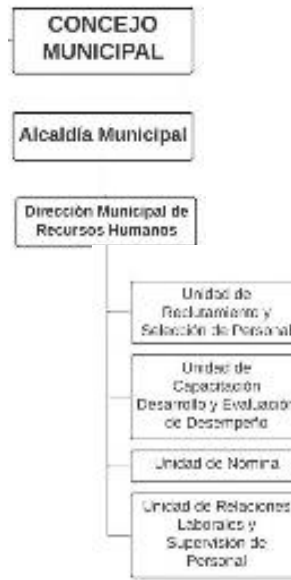 CONCEJO
MUNICIPAL
Alcaldía Municipal
Dirección Municipal de
Recursos Humanos
Unidad de
Reclutamiento y
Selección de Personal
Unidad de
Capacitación
Desarrollo y Evaluación
de Desempeño
Unidad de Nómina
Unidad de Relaciones
Laborales y
Supervisión de
Personal